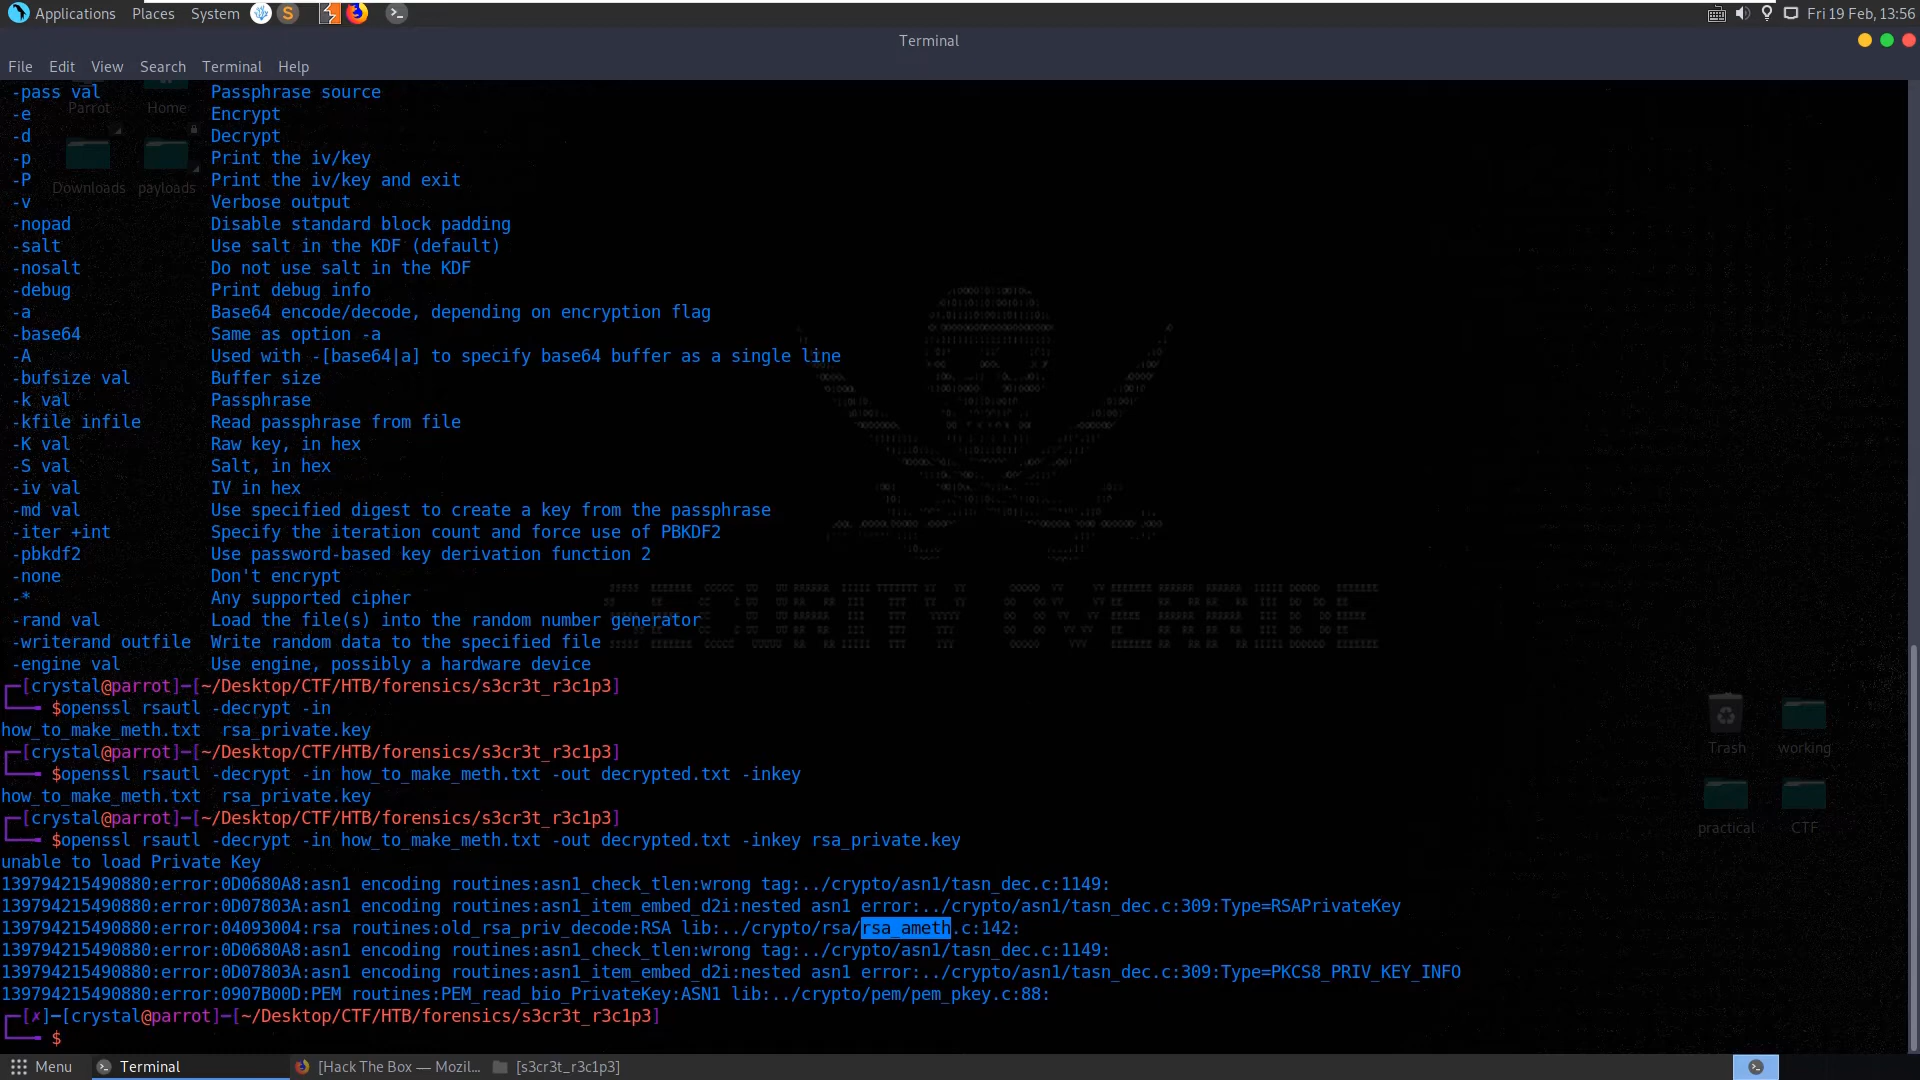 Applications Places System Fri 19 Feb, 13:56
Terminal
File Edit View Search Terminal Help
-pass val Passphrase source
Parrot Home
-e Encrypt
-d Decrypt
-p Print the iv/key
-P Print the iv/key and exit
Downloads payloads
-v Verbose output
-nopad Disable standard block padding
-salt Use salt in the KDF (default)
-nosalt Do not use salt in the KDF
-debug Print debug info
-a Base64 encode/decode, depending on encryption flag
-base64 Same as option -a
-A Used with -[base64|a] to specify base64 buffer as a single line
-bufsize val Buffer size
-k val Passphrase
-kfile infile Read passphrase from file
-K val Raw key, in hex
-S val Salt, in hex
-iv val IV in hex
-md val Use specified digest to create a key from the passphrase
-iter +int Specify the iteration count and force use of PBKDF2
-pbkdf2 Use password-based key derivation function 2
-none Don't encrypt
-* Any supported cipher
-rand val Load the file(s) into the random number generator
SECURITY OVERRIDE
-writerand outfile Write random data to the specified file
-engine val Use engine, possibly a hardware device
┌─[crystal@parrot]─[~/Desktop/CTF/HTB/forensics/s3cr3t_r3c1p3]
└──╼ $openssl rsautl -decrypt -in
how_to_make_meth.txt rsa_private.key
┌─[crystal@parrot]─[~/Desktop/CTF/HTB/forensics/s3cr3t_r3c1p3]
└──╼ $openssl rsautl -decrypt -in how_to_make_meth.txt -out decrypted.txt -inkey
how_to_make_meth.txt rsa_private.key
┌─[crystal@parrot]─[~/Desktop/CTF/HTB/forensics/s3cr3t_r3c1p3]
└──╼ $openssl rsautl -decrypt -in how_to_make_meth.txt -out decrypted.txt -inkey rsa_private.key
unable to load Private Key
139794215490880:error:0D0680A8:asn1 encoding routines:asn1_check_tlen:wrong tag:../crypto/asn1/tasn_dec.c:1149:
139794215490880:error:0D07803A:asn1 encoding routines:asn1_item_embed_d2i:nested asn1 error:../crypto/asn1/tasn_dec.c:309:Type=RSAPrivateKey
139794215490880:error:04093004:rsa routines:old_rsa_priv_decode:RSA lib:../crypto/rsa/rsa_ameth.c:142:
139794215490880:error:0D0680A8:asn1 encoding routines:asn1_check_tlen:wrong tag:../crypto/asn1/tasn_dec.c:1149:
139794215490880:error:0D07803A:asn1 encoding routines:asn1_item_embed_d2i:nested asn1 error:../crypto/asn1/tasn_dec.c:309:Type=PKCS8_PRIV_KEY_INFO
139794215490880:error:0907B00D:PEM routines:PEM_read_bio_PrivateKey:ASN1 lib:../crypto/pem/pem_pkey.c:88:
┌─[✗]─[crystal@parrot]─[~/Desktop/CTF/HTB/forensics/s3cr3t_r3c1p3]
└──╼ $
Trash working
practical CTF
Menu Terminal [Hack The Box — Mozil... [s3cr3t_r3c1p3]